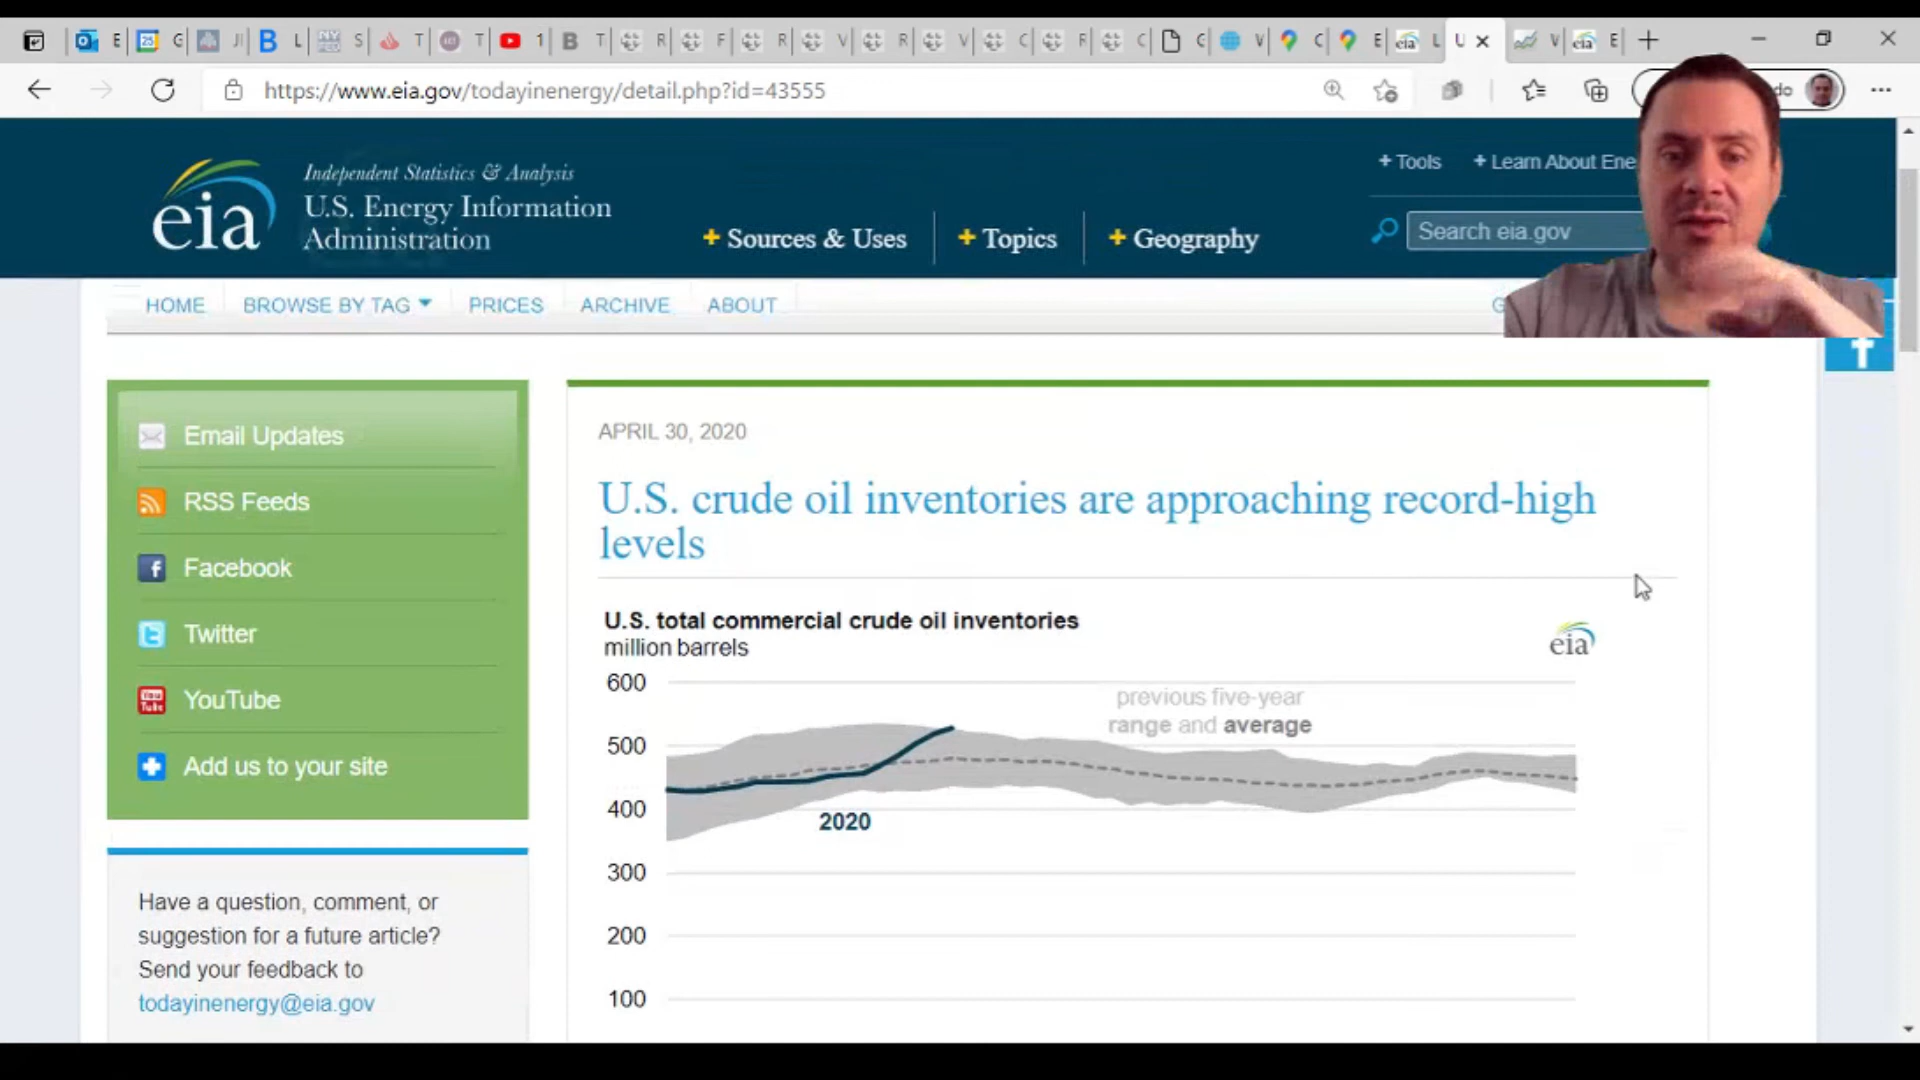 E G JI B L S T T 1 B T R F R V R V C F C C V C E L U V E
https://www.eia.gov/todayinenergy/detail.php?id=43555
do
eia
Independent Statistics & Analysis
U.S. Energy Information
Administration
+ Sources & Uses
+ Topics
+ Geography
+ Tools
+ Learn About Ene
Search eia.gov
HOME
BROWSE BY TAG
PRICES
ARCHIVE
ABOUT
G
Email Updates
RSS Feeds
Facebook
Twitter
YouTube
Add us to your site
Have a question, comment, or
suggestion for a future article?
Send your feedback to
todayinenergy@eia.gov
APRIL 30, 2020
U.S. crude oil inventories are approaching record-high
levels
U.S. total commercial crude oil inventories
million barrels
eia
600
previous five-year
range and average
500
400
2020
300
200
100